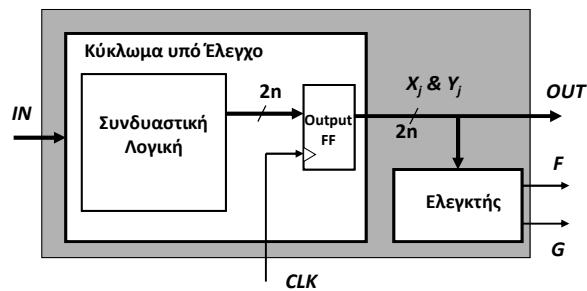 Κύκλωμα υπό Έλεγχο
IN
Συνδυαστική
Λογική
2n
Output
FF
Xj & Yj
2n
OUT
Ελεγκτής
F
G
CLK